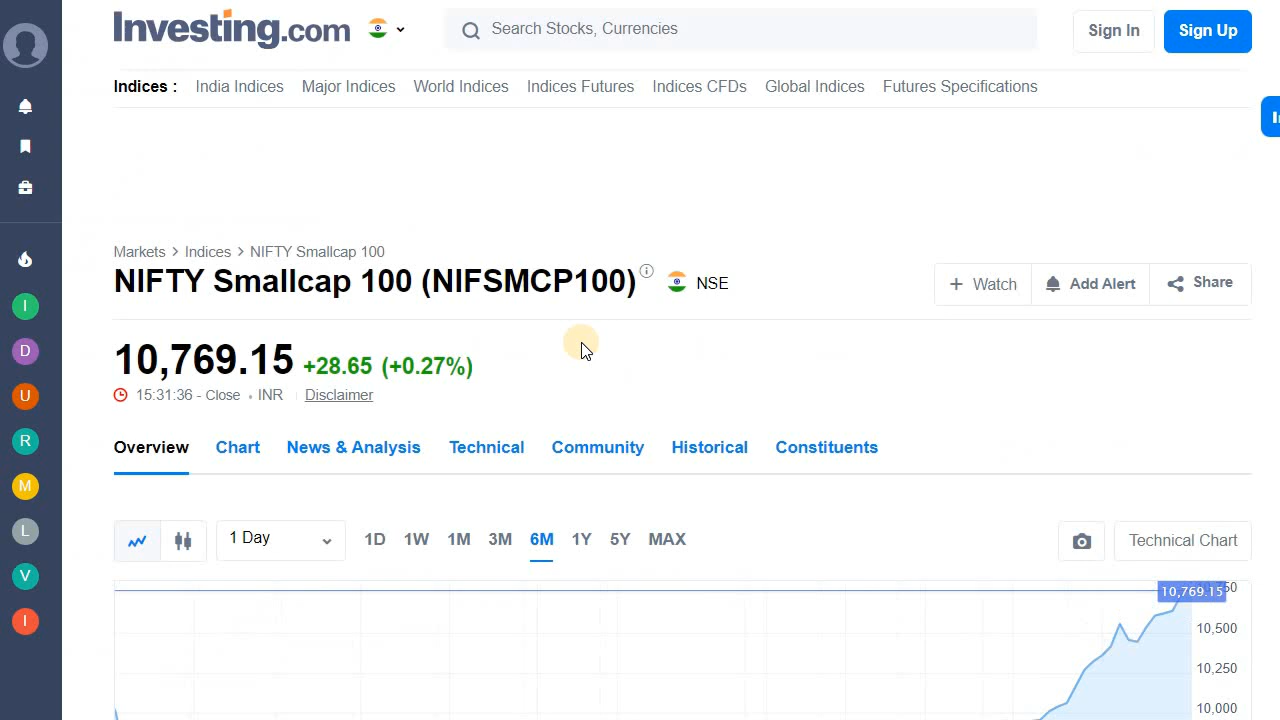 Investing.com
Search Stocks, Currencies
Sign In
Sign Up
Indices :
India Indices
Major Indices
World Indices
Indices Futures
Indices CFDs
Global Indices
Futures Specifications
Markets > Indices > NIFTY Smallcap 100
NIFTY Smallcap 100 (NIFSMCP100)
NSE
+ Watch
Add Alert
Share
10,769.15 +28.65 (+0.27%)
15:31:36 - Close • INR
Disclaimer
Overview
Chart
News & Analysis
Technical
Community
Historical
Constituents
1 Day
1D
1W
1M
3M
6M
1Y
5Y
MAX
Technical Chart
10,769.15
10,500
10,250
10,000
I
D
U
R
M
L
V
I